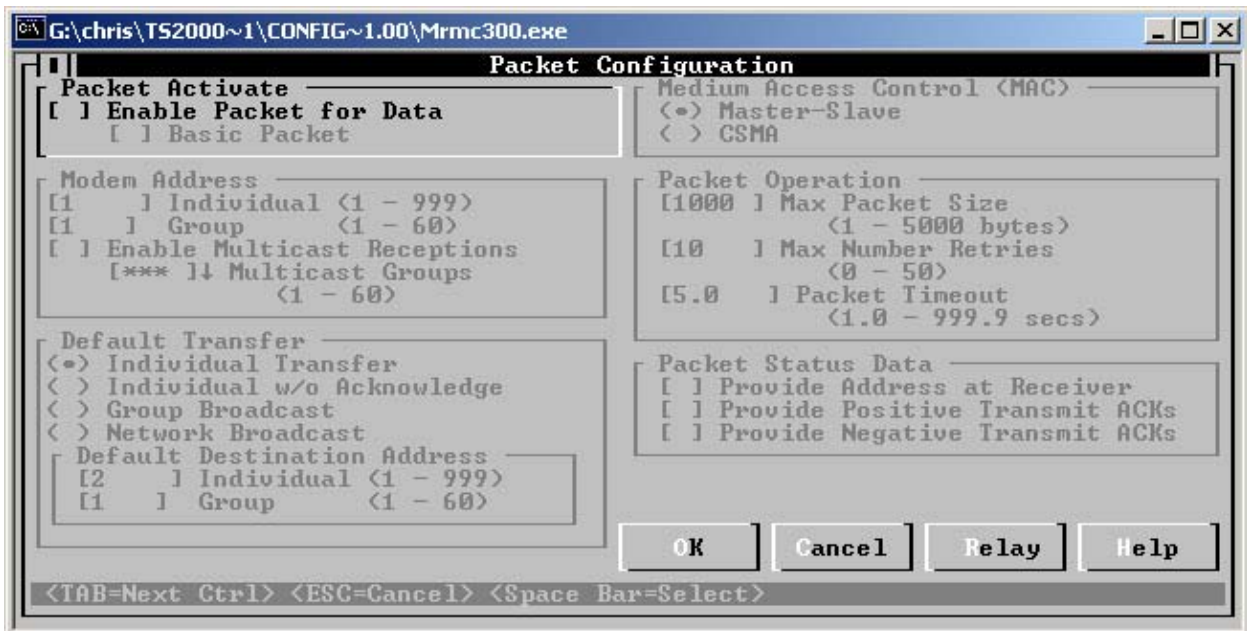 G:\chris\TS2000~1\CONFIG~1.00\Mrmc300.exe
Packet Configuration
Packet Activate
[ ] Enable Packet for Data
[ ] Basic Packet
Modem Address
[1 ] Individual (1 - 999)
[1 ] Group (1 - 60)
[ ] Enable Multicast Receptions
[*** ]↓ Multicast Groups
(1 - 60)
Default Transfer
(•) Individual Transfer
( ) Individual w/o Acknowledge
( ) Group Broadcast
( ) Network Broadcast
Default Destination Address
[2 ] Individual (1 - 999)
[1 ] Group (1 - 60)
Medium Access Control (MAC)
(•) Master-Slave
( ) CSMA
Packet Operation
[1000 ] Max Packet Size
(1 - 5000 bytes)
[10 ] Max Number Retries
(0 - 50)
[5.0 ] Packet Timeout
(1.0 - 999.9 secs)
Packet Status Data
[ ] Provide Address at Receiver
[ ] Provide Positive Transmit ACKs
[ ] Provide Negative Transmit ACKs
OK Cancel Relay Help
<TAB=Next Ctrl> <ESC=Cancel> <Space Bar=Select>